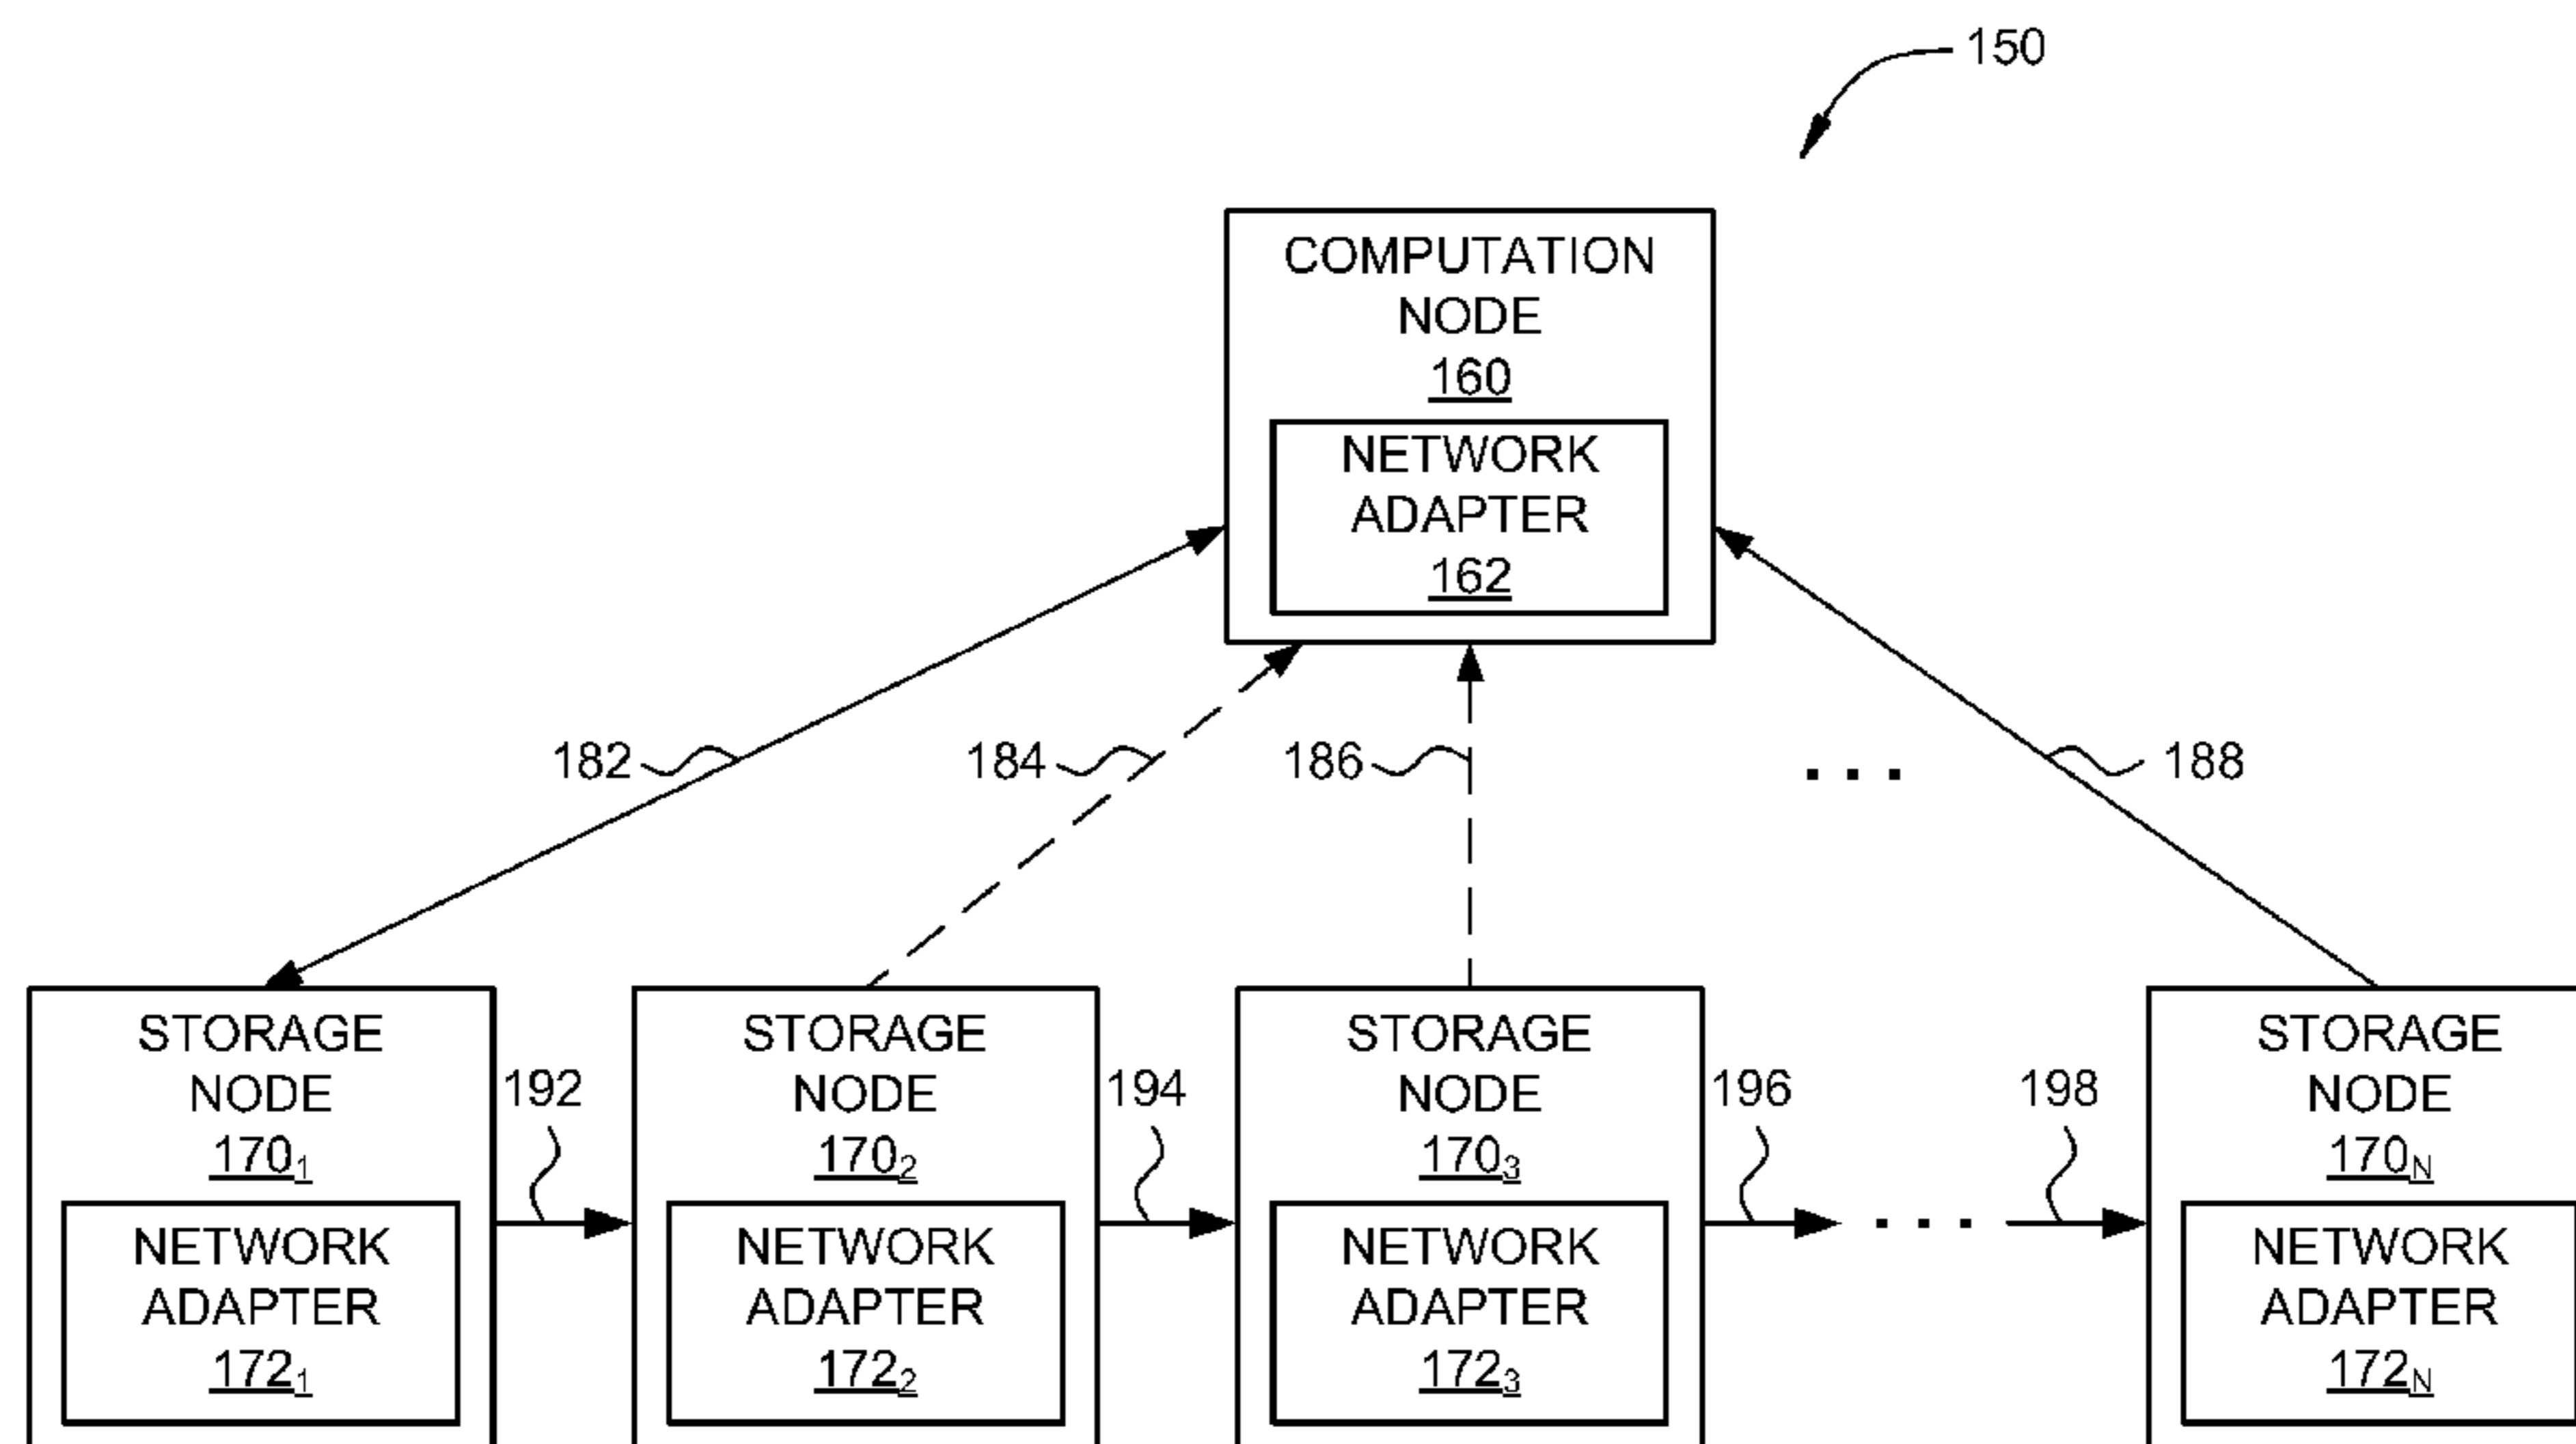 150
COMPUTATION
NODE
160
NETWORK
ADAPTER
162
182
184
186
. . .
188
STORAGE
NODE
170₁
NETWORK
ADAPTER
172₁
192
STORAGE
NODE
170₂
NETWORK
ADAPTER
172₂
194
STORAGE
NODE
170₃
NETWORK
ADAPTER
172₃
196
. . .
198
STORAGE
NODE
170N
NETWORK
ADAPTER
172N